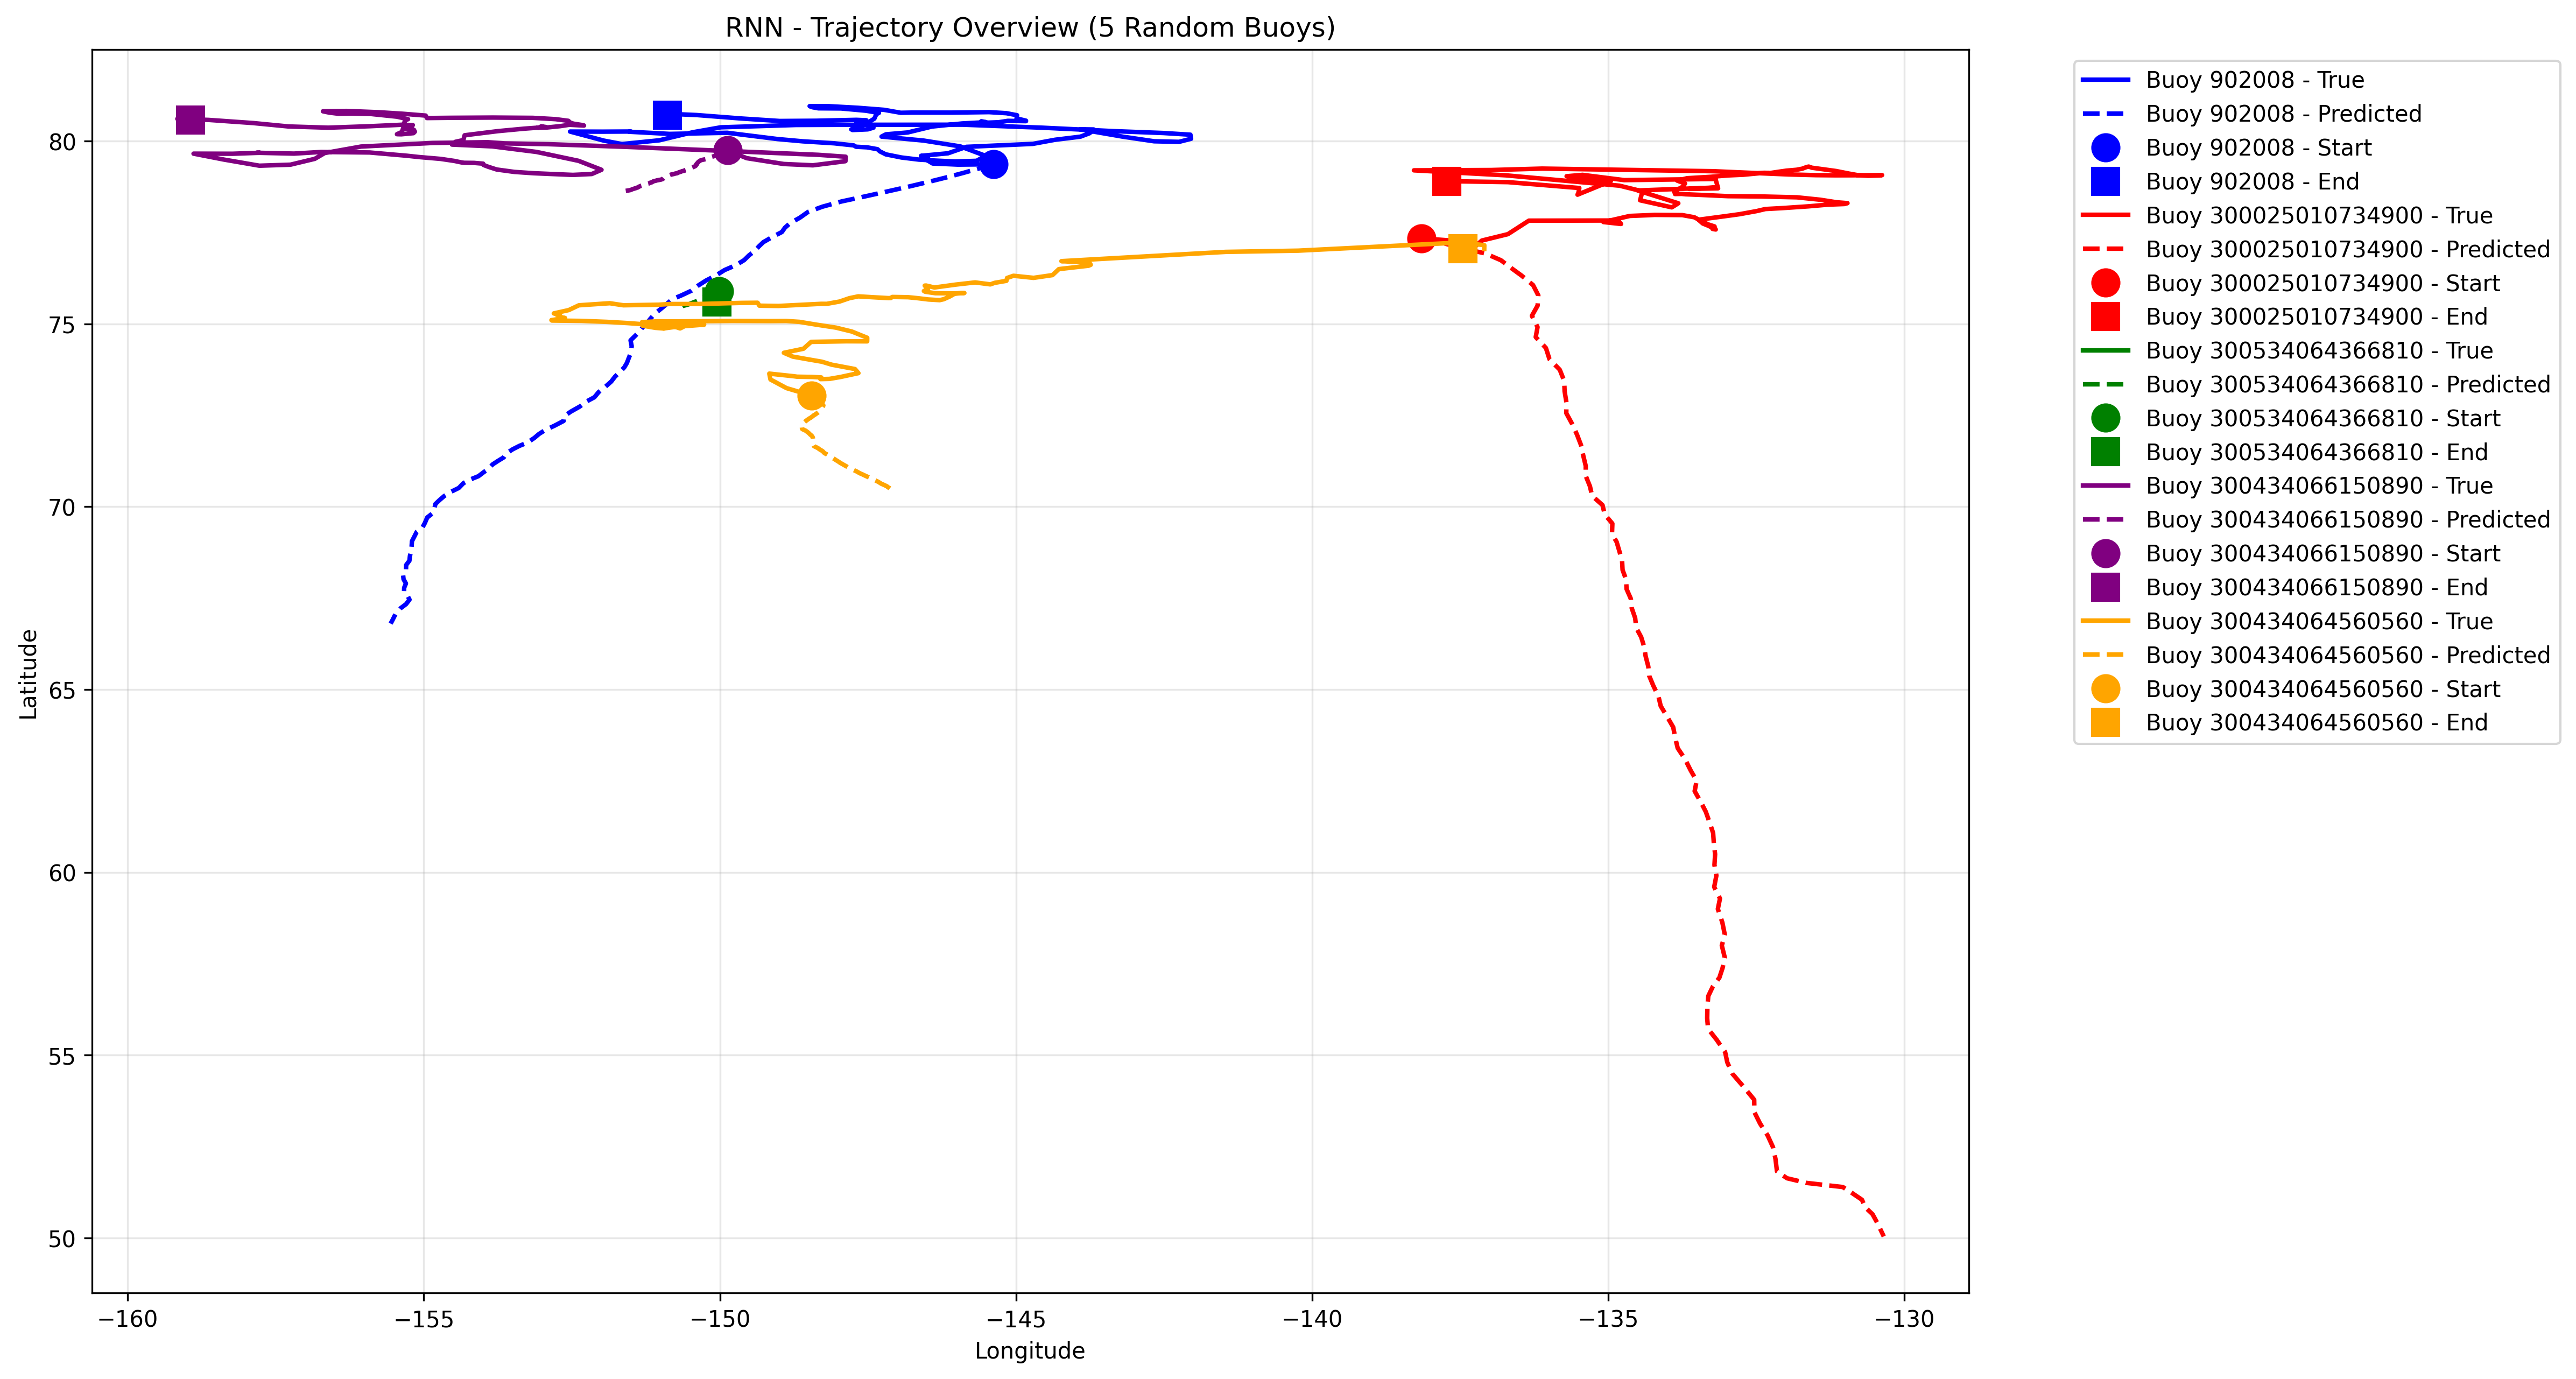 RNN - Trajectory Overview (5 Random Buoys)
80
75
70
65
60
55
50
Latitude
−160
−155
−150
−145
−140
−135
−130
Longitude
Buoy 902008 - True
Buoy 902008 - Predicted
Buoy 902008 - Start
Buoy 902008 - End
Buoy 300025010734900 - True
Buoy 300025010734900 - Predicted
Buoy 300025010734900 - Start
Buoy 300025010734900 - End
Buoy 300534064366810 - True
Buoy 300534064366810 - Predicted
Buoy 300534064366810 - Start
Buoy 300534064366810 - End
Buoy 300434066150890 - True
Buoy 300434066150890 - Predicted
Buoy 300434066150890 - Start
Buoy 300434066150890 - End
Buoy 300434064560560 - True
Buoy 300434064560560 - Predicted
Buoy 300434064560560 - Start
Buoy 300434064560560 - End